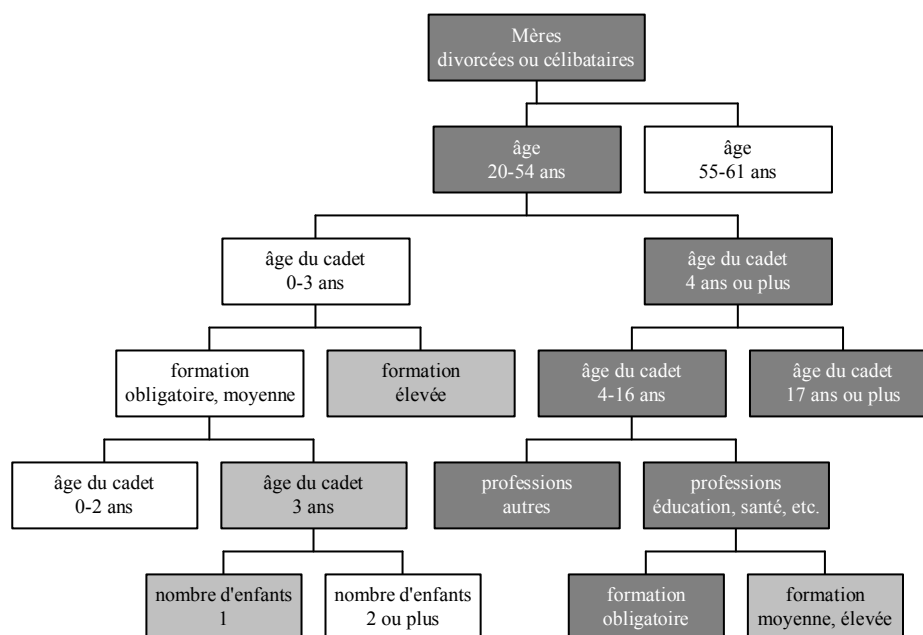 Mères
divorcées ou célibataires
âge
20-54 ans
âge
55-61 ans
âge du cadet
0-3 ans
âge du cadet
4 ans ou plus
formation
obligatoire, moyenne
formation
élevée
âge du cadet
4-16 ans
âge du cadet
17 ans ou plus
âge du cadet
0-2 ans
âge du cadet
3 ans
professions
autres
professions
éducation, santé, etc.
nombre d'enfants
1
nombre d'enfants
2 ou plus
formation
obligatoire
formation
moyenne, élevée